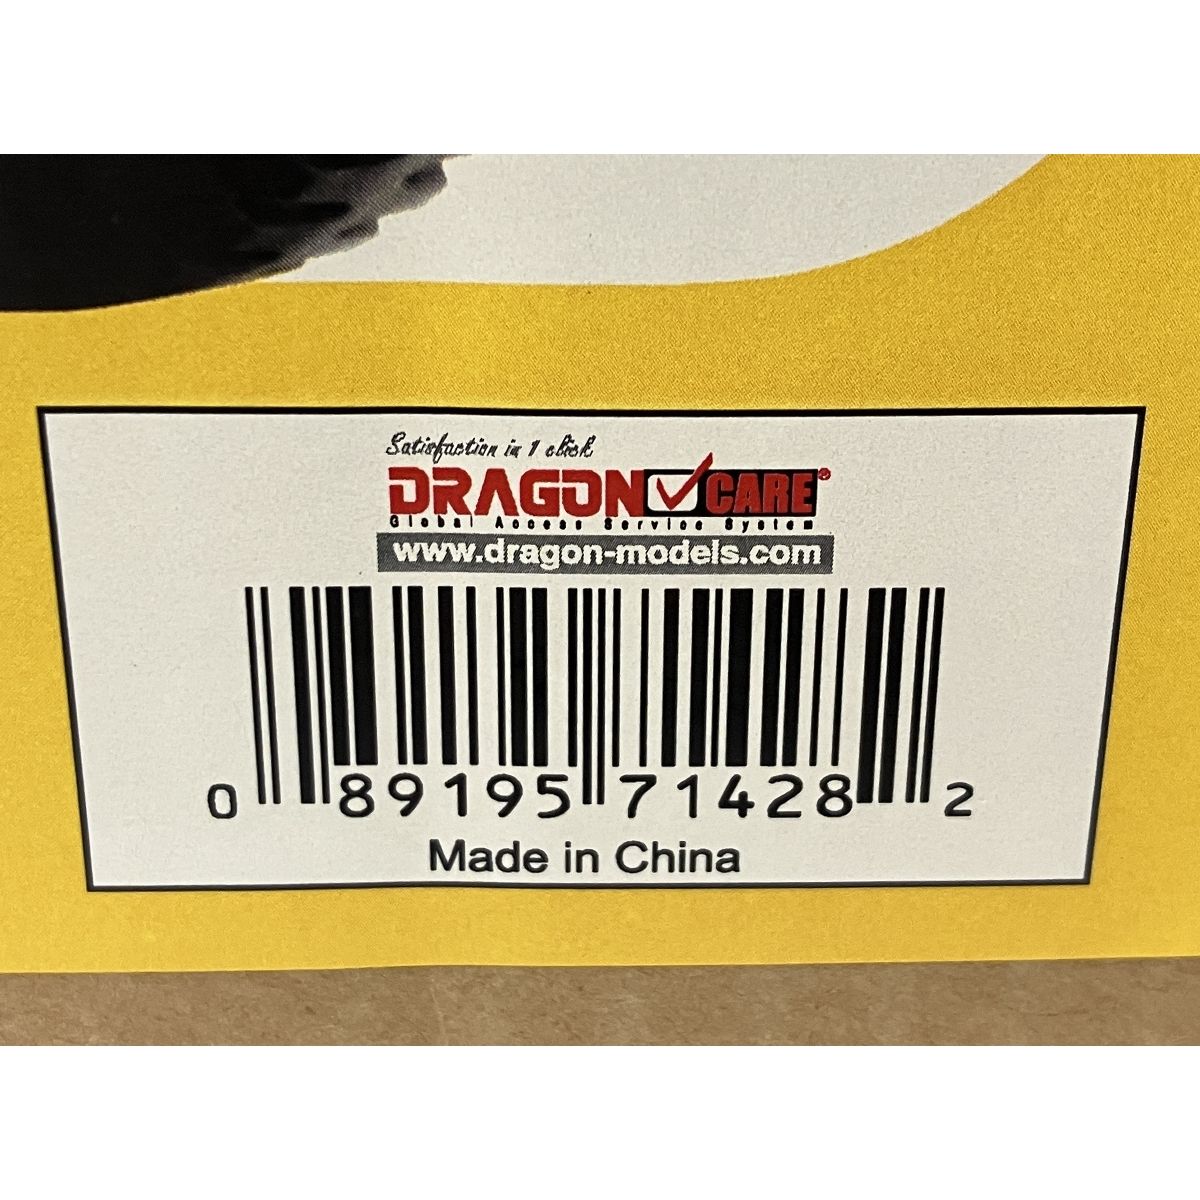 Satisfaction in 1 click
DRAGON CARE®
Global Access Service System
www.dragon-models.com
0 89195 71428 2
Made in China